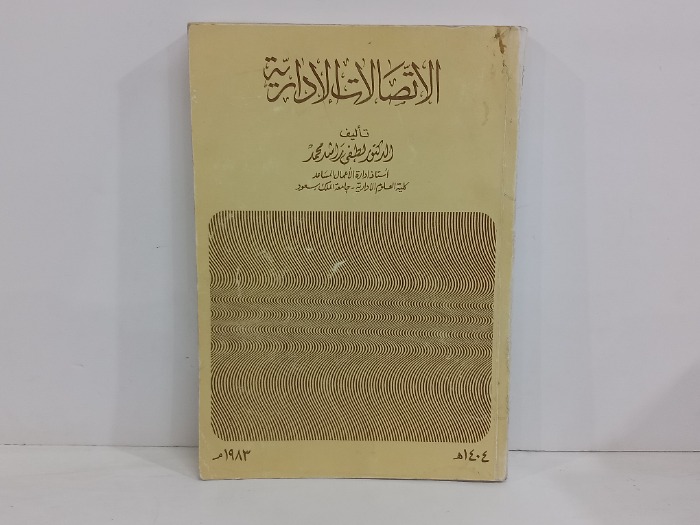 الاتصالات الإدارية
تأليف
الدكتور لطفي راشد محمد
أستاذ إدارة الأعمال المساعد
كلية العلوم الإدارية - جامعة الملك سعود
١٤٠٤هـ
١٩٨٣م